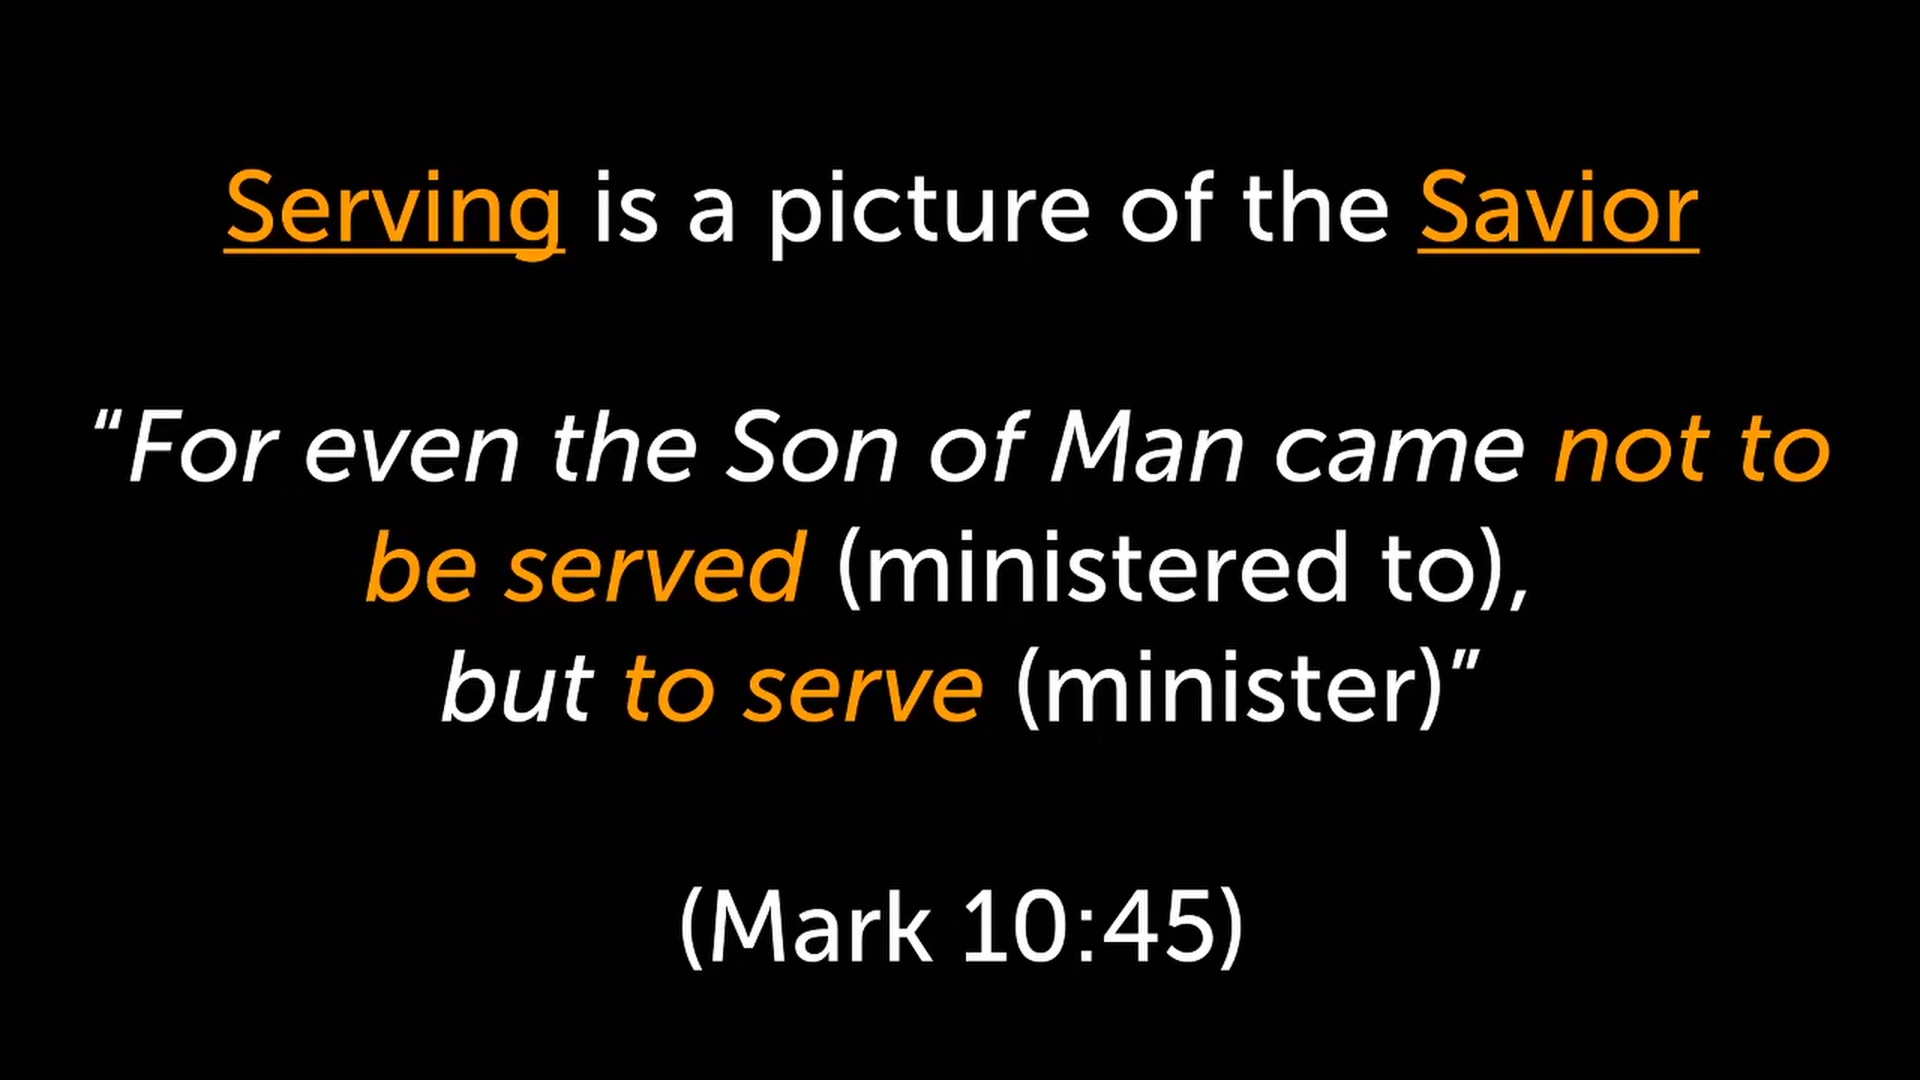 Serving is a picture of the Savior
“For even the Son of Man came not to
be served (ministered to),
but to serve (minister)”
(Mark 10:45)